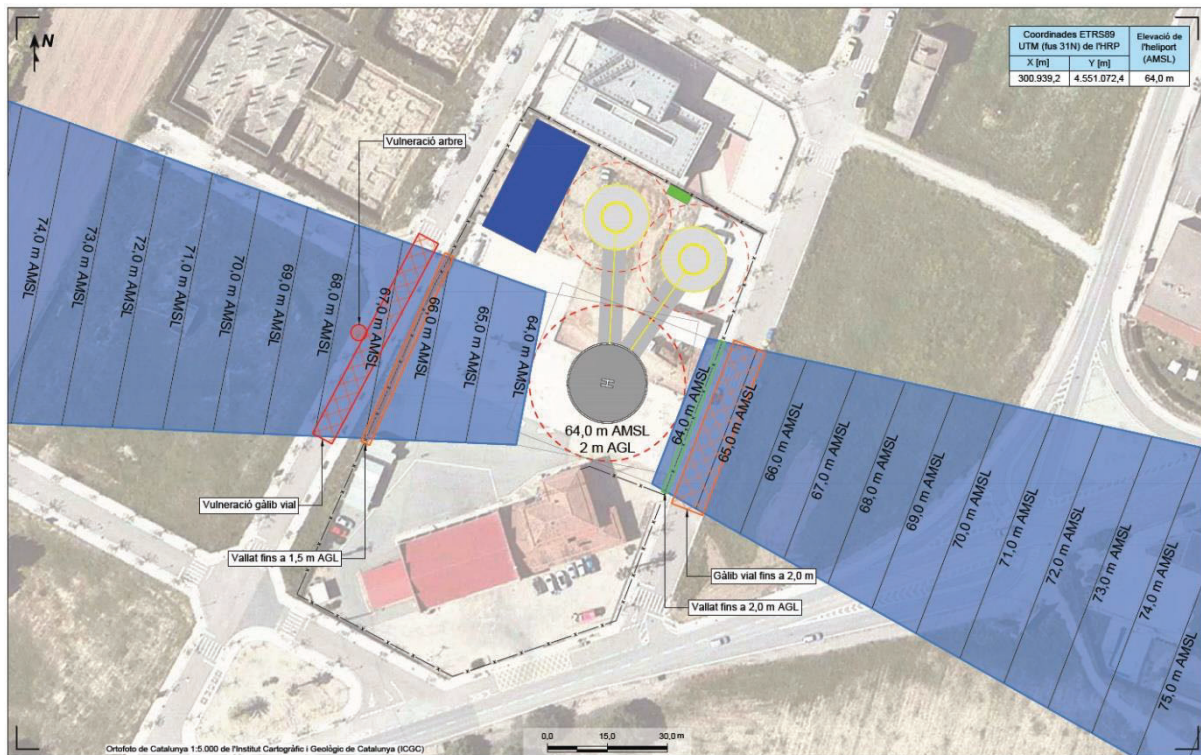 N
Coordinades ETRS89
UTM (fus 31N) de l'HRP
Elevació de
l'heliport
(AMSL)
X [m]
Y [m]
300.939,2
4.551.072,4
64,0 m
Vulneració arbre
74,0 m AMSL
73,0 m AMSL
72,0 m AMSL
71,0 m AMSL
70,0 m AMSL
69,0 m AMSL
68,0 m AMSL
67,0 m AMSL
66,0 m AMSL
65,0 m AMSL
64,0 m AMSL
H
64,0 m AMSL
2 m AGL
64,0 m AMSL
65,0 m AMSL
66,0 m AMSL
67,0 m AMSL
68,0 m AMSL
69,0 m AMSL
70,0 m AMSL
71,0 m AMSL
72,0 m AMSL
73,0 m AMSL
74,0 m AMSL
75,0 m AMSL
Vulneració gàlib vial
Vallat fins a 1,5 m AGL
Gàlib vial fins a 2,0 m
Vallat fins a 2,0 m AGL
0,0
15,0
30,0 m
Ortofoto de Catalunya 1:5.000 de l'Institut Cartogràfic i Geològic de Catalunya (ICGC)